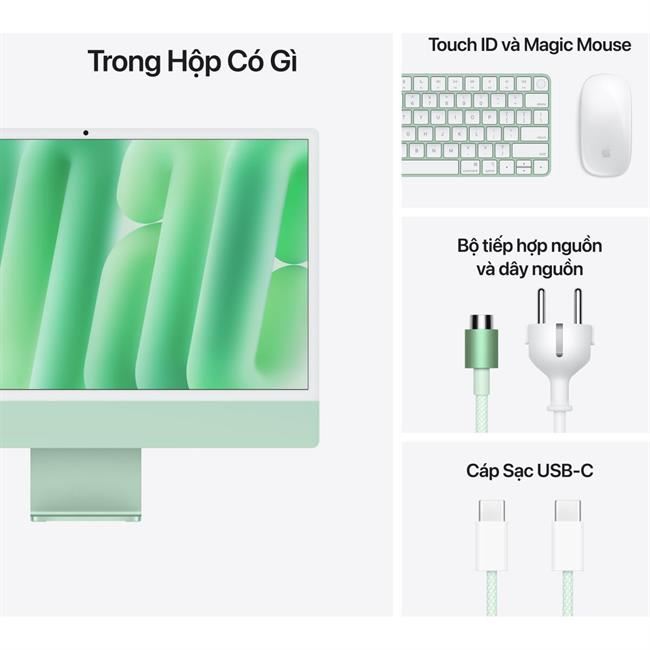 Trong Hộp Có Gì
Touch ID và Magic Mouse
Bộ tiếp hợp nguồn
và dây nguồn
Cáp Sạc USB-C